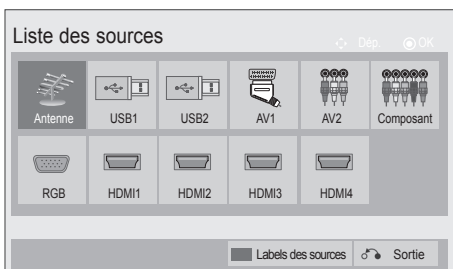 Liste des sources
Dép. OK
Antenne USB1 USB2 AV1 AV2 Composant
RGB HDMI1 HDMI2 HDMI3 HDMI4
Labels des sources Sortie